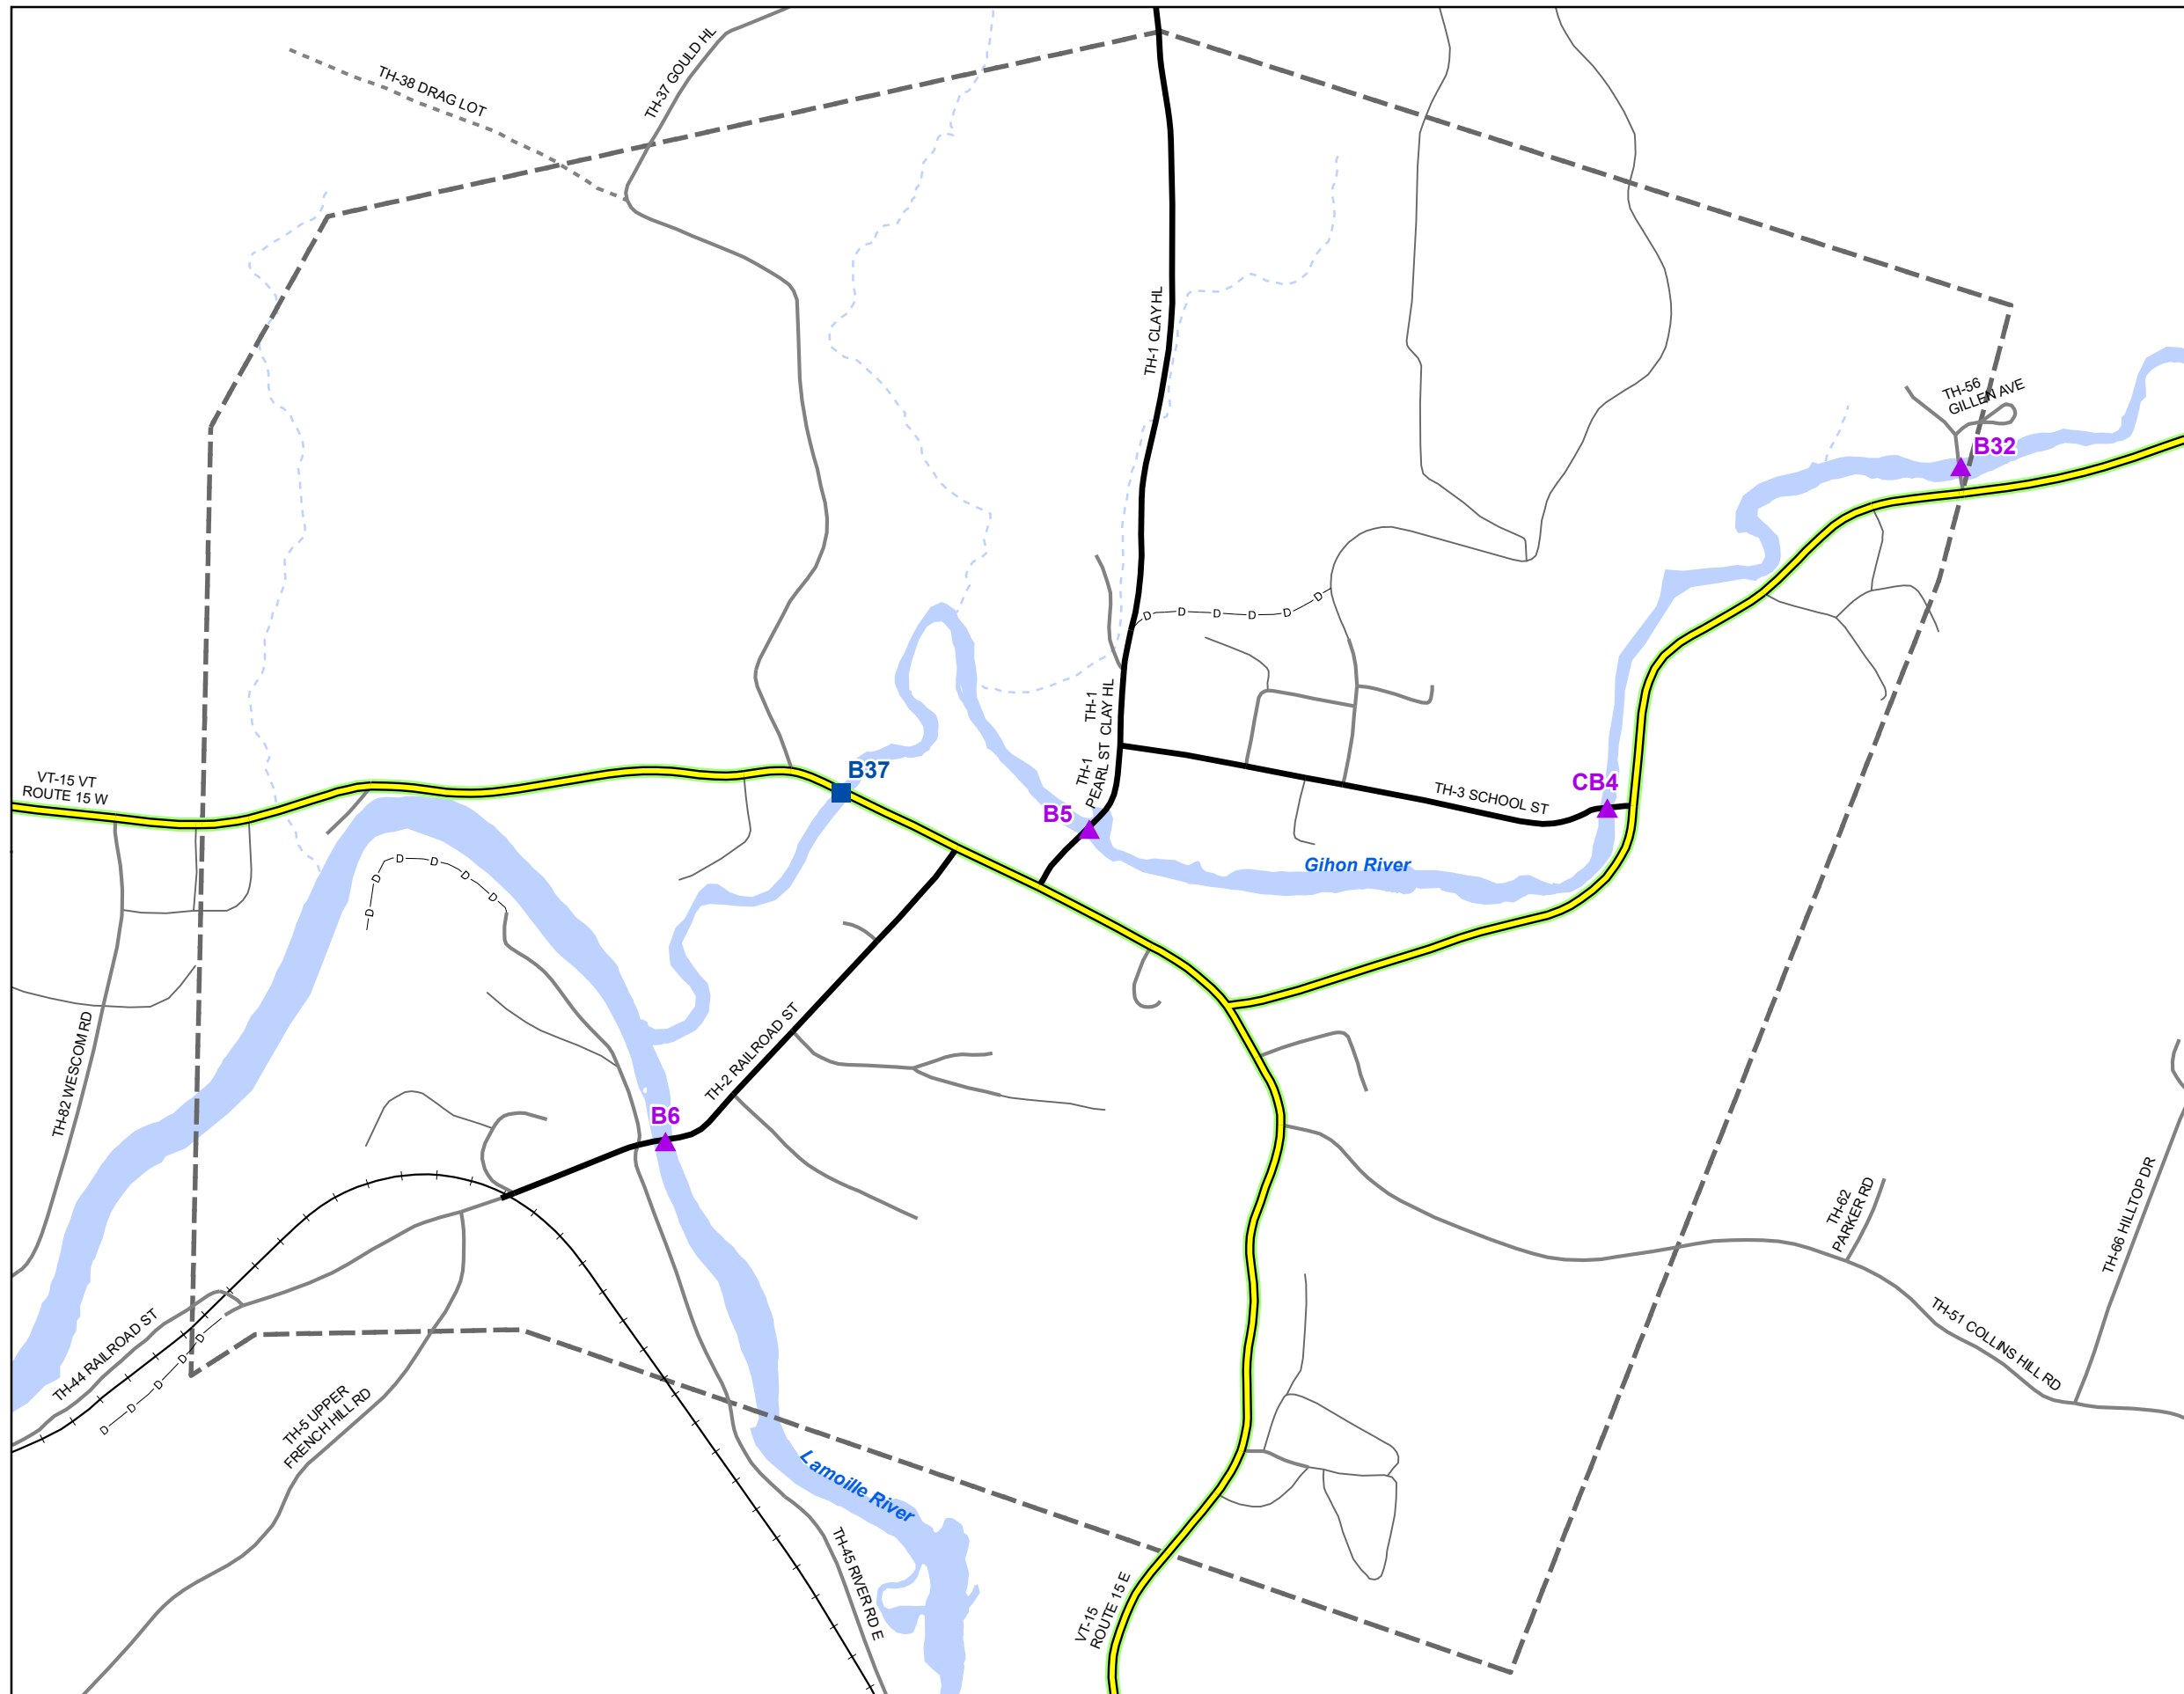 TH-38 DRAG LOT
TH-37 GOULD HL
TH-1 CLAY HL
TH-56
GILLEN AVE
B32
D
D
D
D
D
D
TH-1
CLAY HL
TH-1
PEARL ST
VT-15 VT
ROUTE 15 W
B37
B5
CB4
TH-3 SCHOOL ST
Gihon River
D
D
D
D
D
D
TH-82 WESCOM RD
TH-2 RAILROAD ST
B6
TH-62
PARKER RD
TH-66 HILLTOP DR
TH-51 COLLINS HILL RD
TH-44 RAILROAD ST
D
D
D
D
D
TH-5 UPPER
FRENCH HILL RD
Lamoille River
TH-45 RIVER RD E
VT-15
ROUTE 15 E